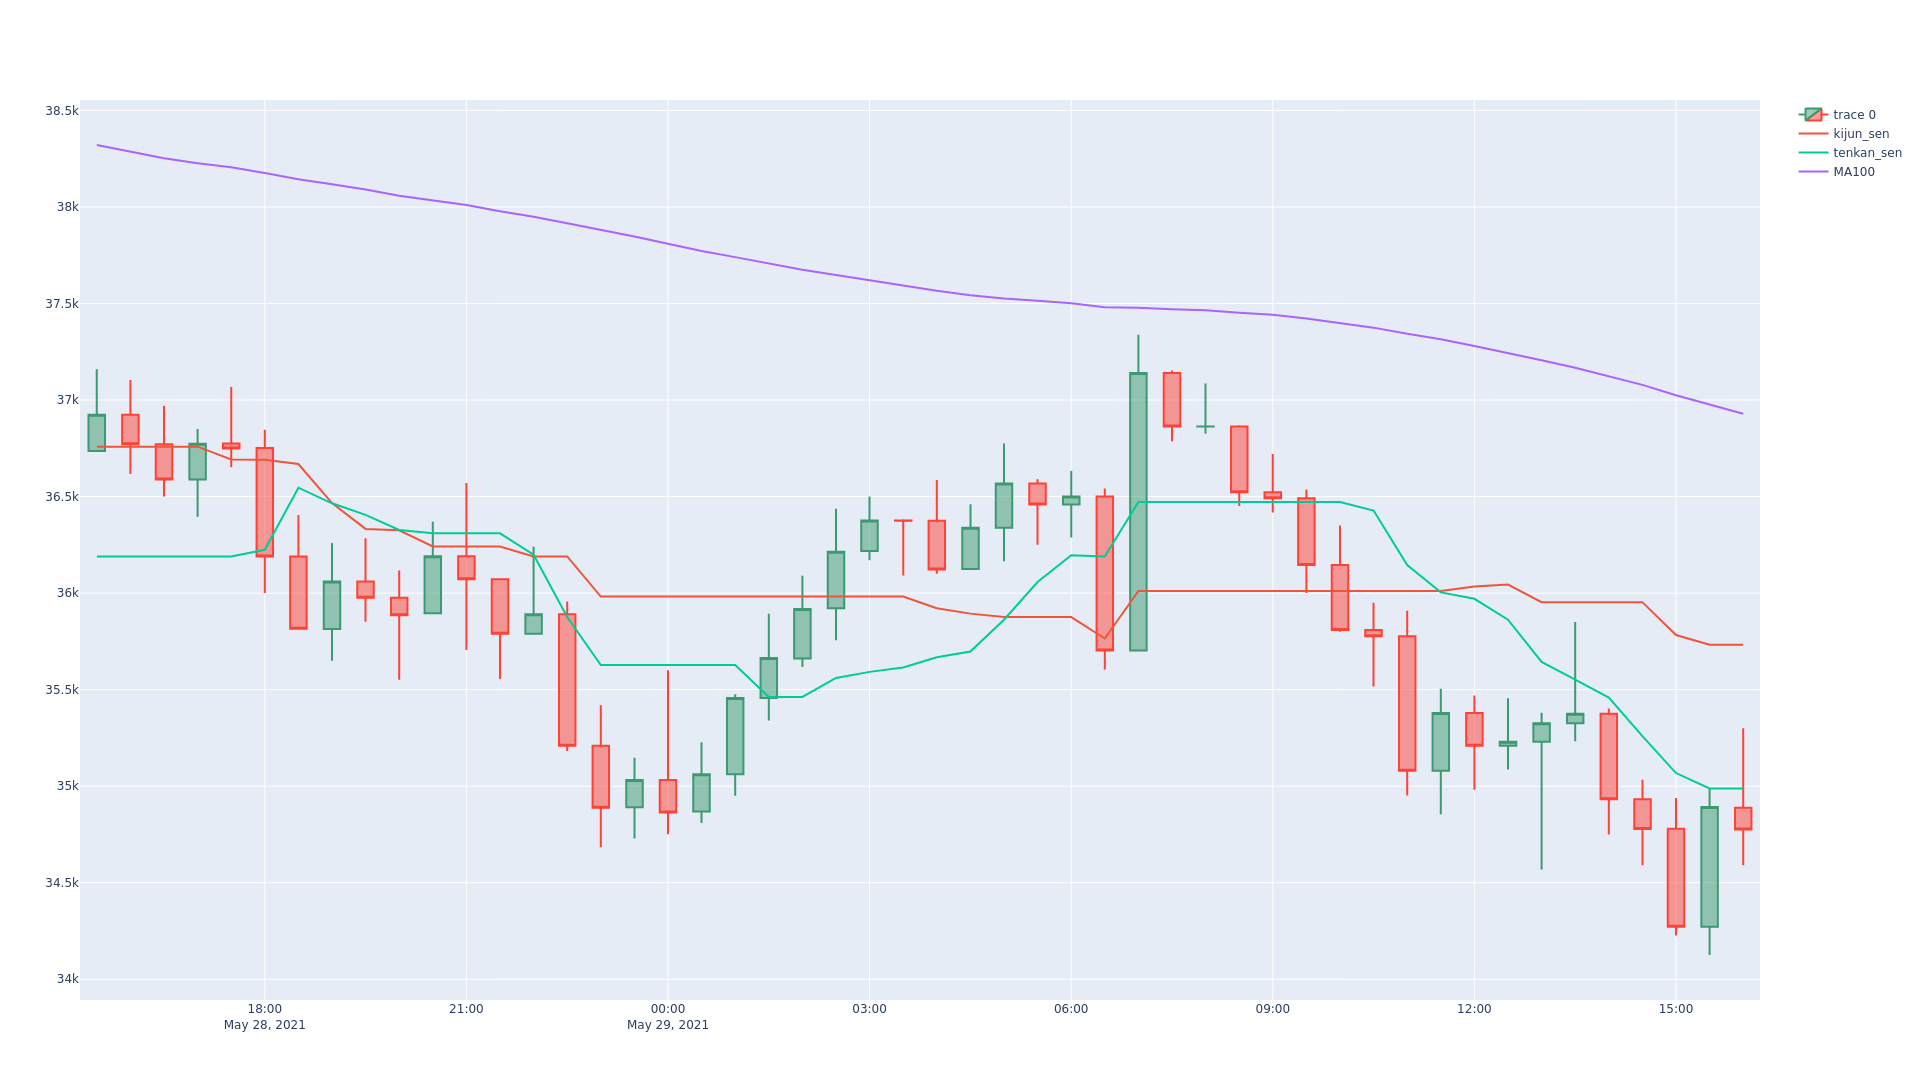 38.5k
38k
37.5k
37k
36.5k
36k
35.5k
35k
34.5k
34k
18:00
May 28, 2021
21:00
00:00
May 29, 2021
03:00
06:00
09:00
12:00
15:00
trace 0
kijun_sen
tenkan_sen
MA100